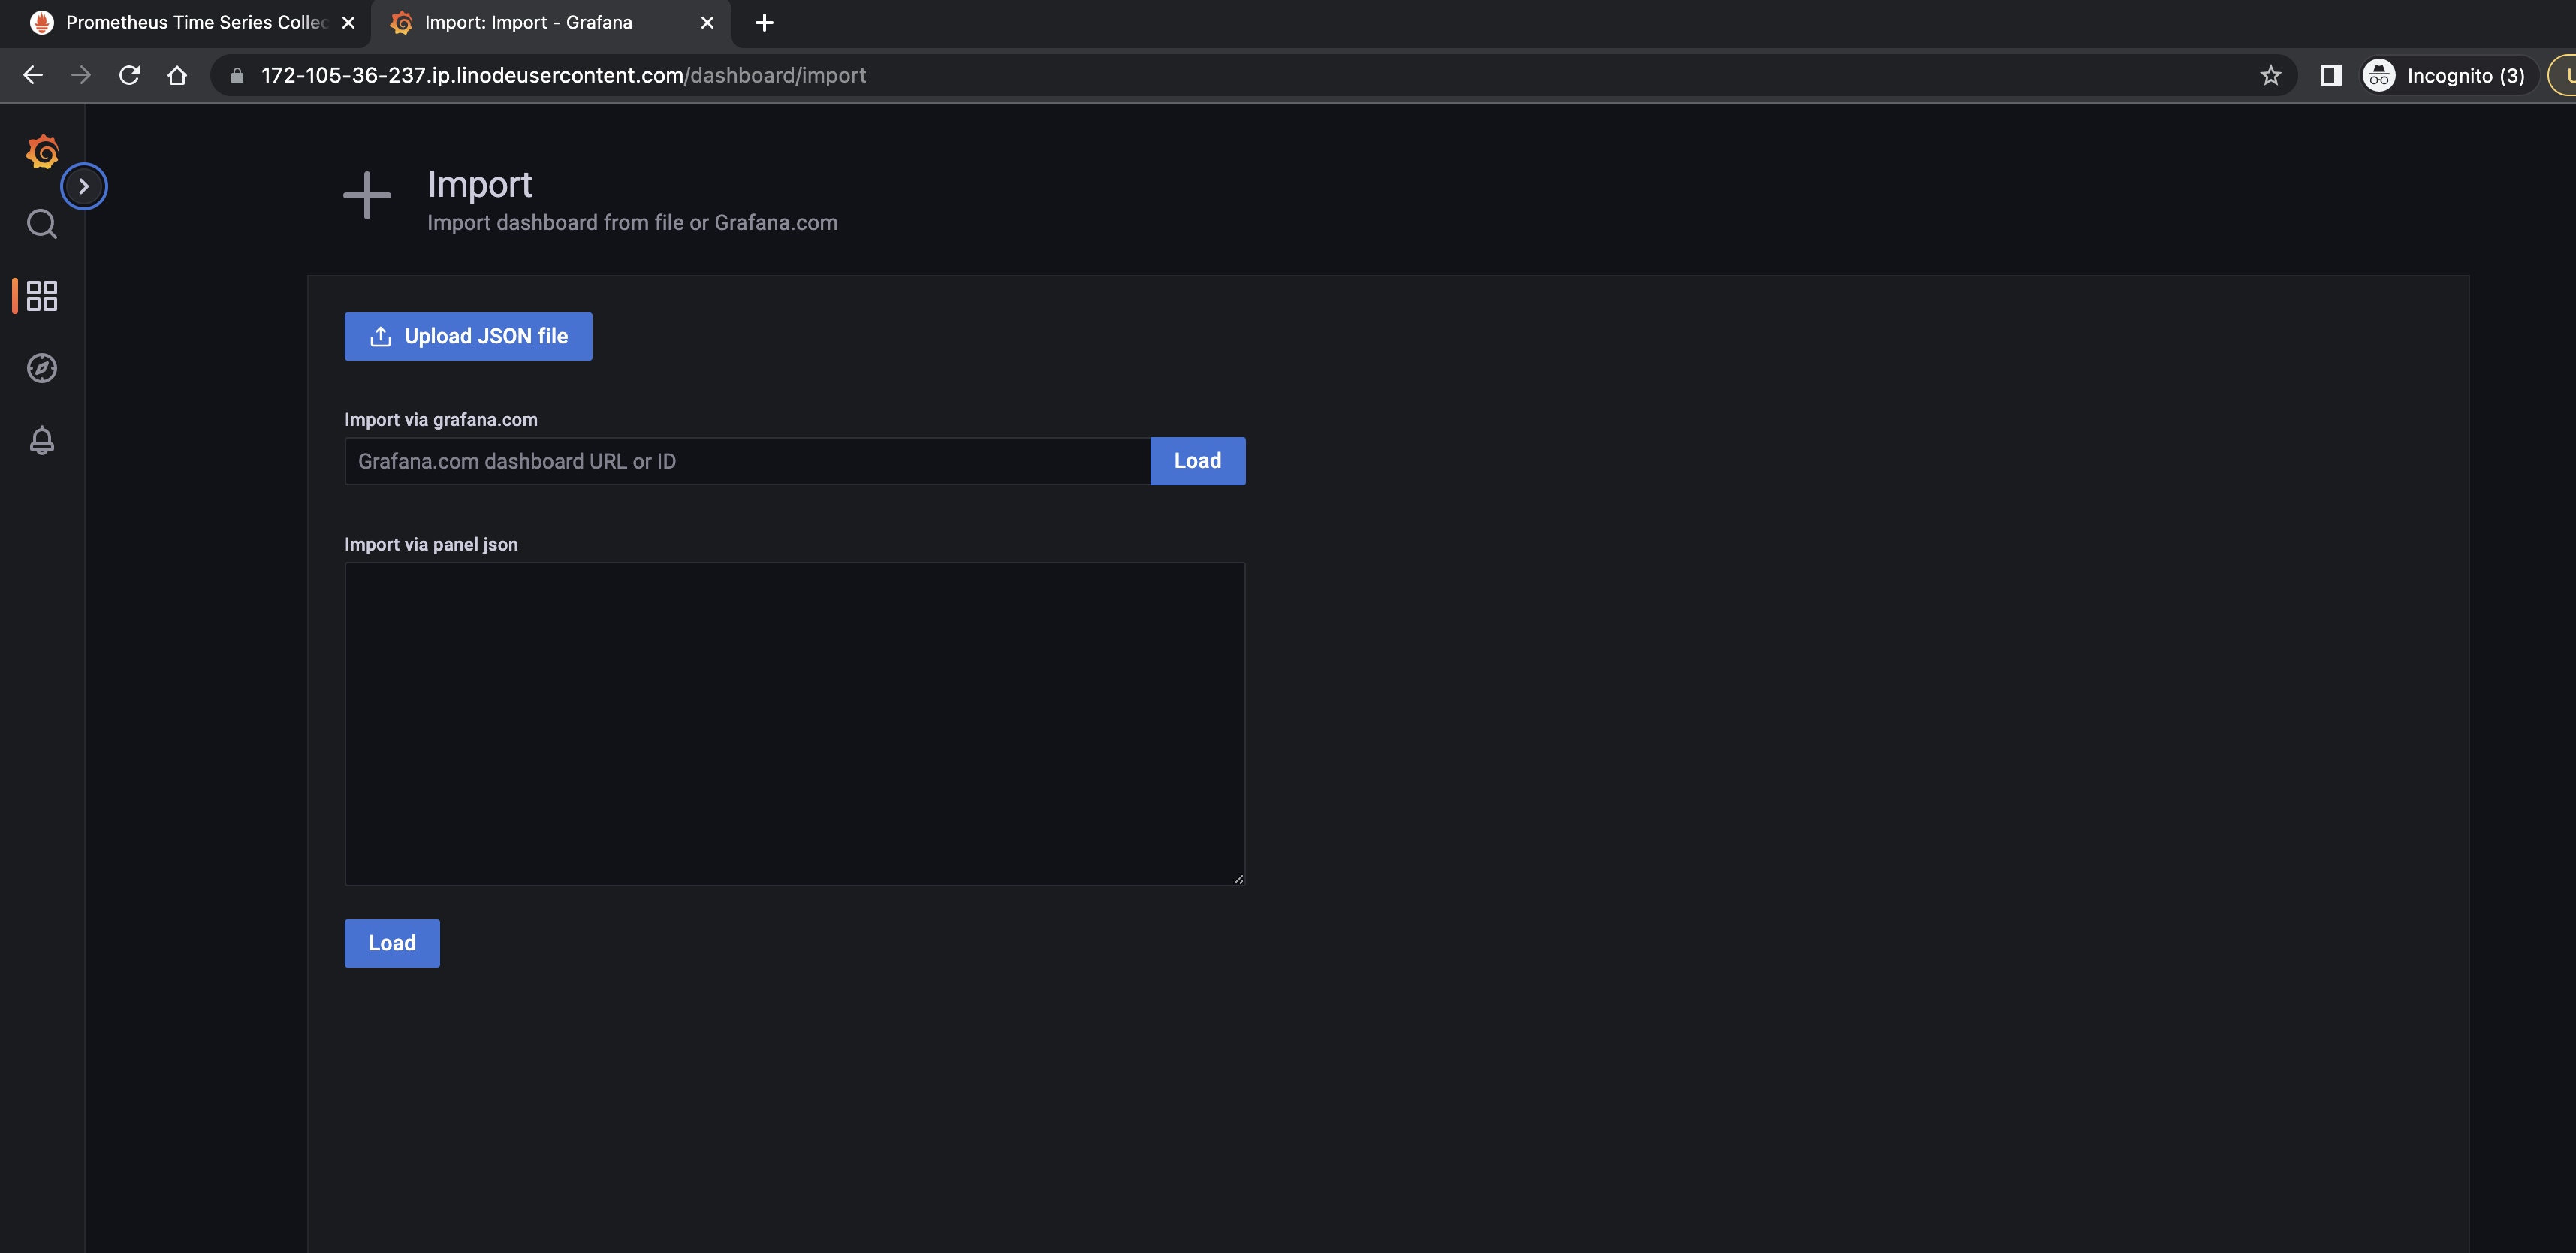 Prometheus Time Series Collec
Import: Import - Grafana
172-105-36-237.ip.linodeusercontent.com/dashboard/import
Incognito (3)
U
Import
Import dashboard from file or Grafana.com
Upload JSON file
Import via grafana.com
Grafana.com dashboard URL or ID
Load
Import via panel json
Load